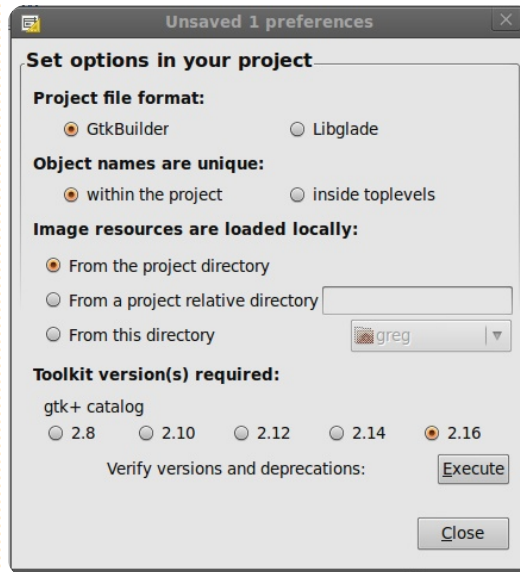 Unsaved 1 preferences
Set options in your project
Project file format:
GtkBuilder Libglade
Object names are unique:
within the project inside toplevels
Image resources are loaded locally:
From the project directory
From a project relative directory
From this directory greg
Toolkit version(s) required:
gtk+ catalog
2.8 2.10 2.12 2.14 2.16
Verify versions and deprecations: Execute
Close